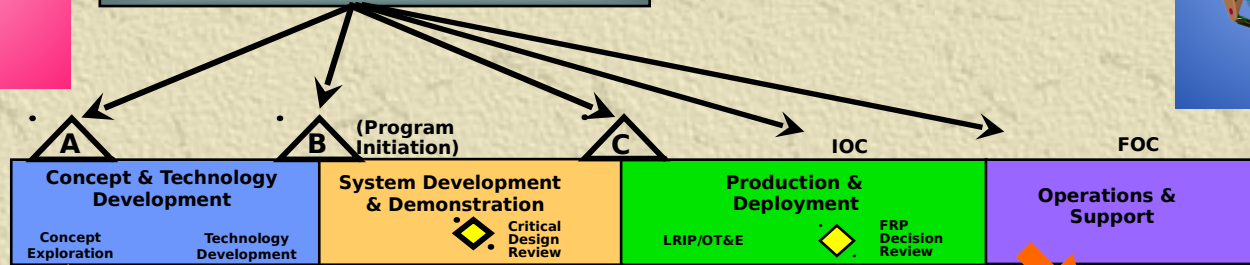 A
B
(Program
Initiation)
C
IOC
FOC
Concept & Technology
Development
System Development
& Demonstration
Production &
Deployment
Operations &
Support
Concept
Exploration
Technology
Development
Critical
Design
Review
LRIP/OT&E
FRP
Decision
Review